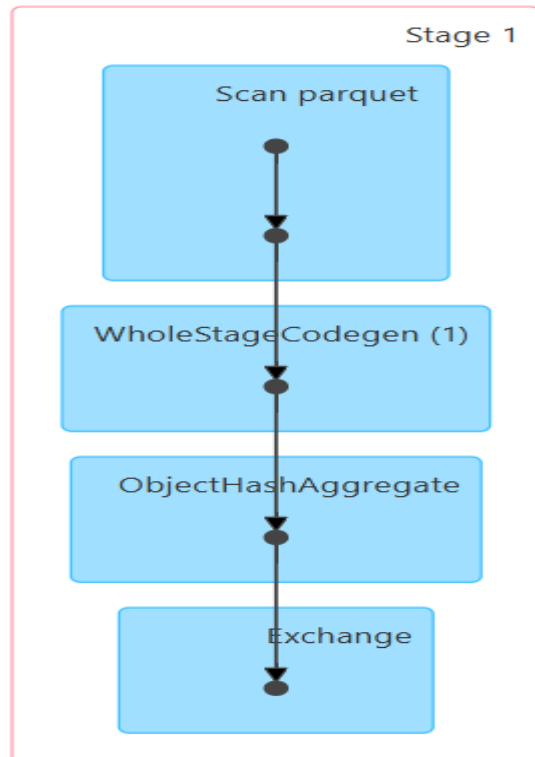 Stage 1
Scan parquet
WholeStageCodegen (1)
ObjectHashAggregate
Exchange